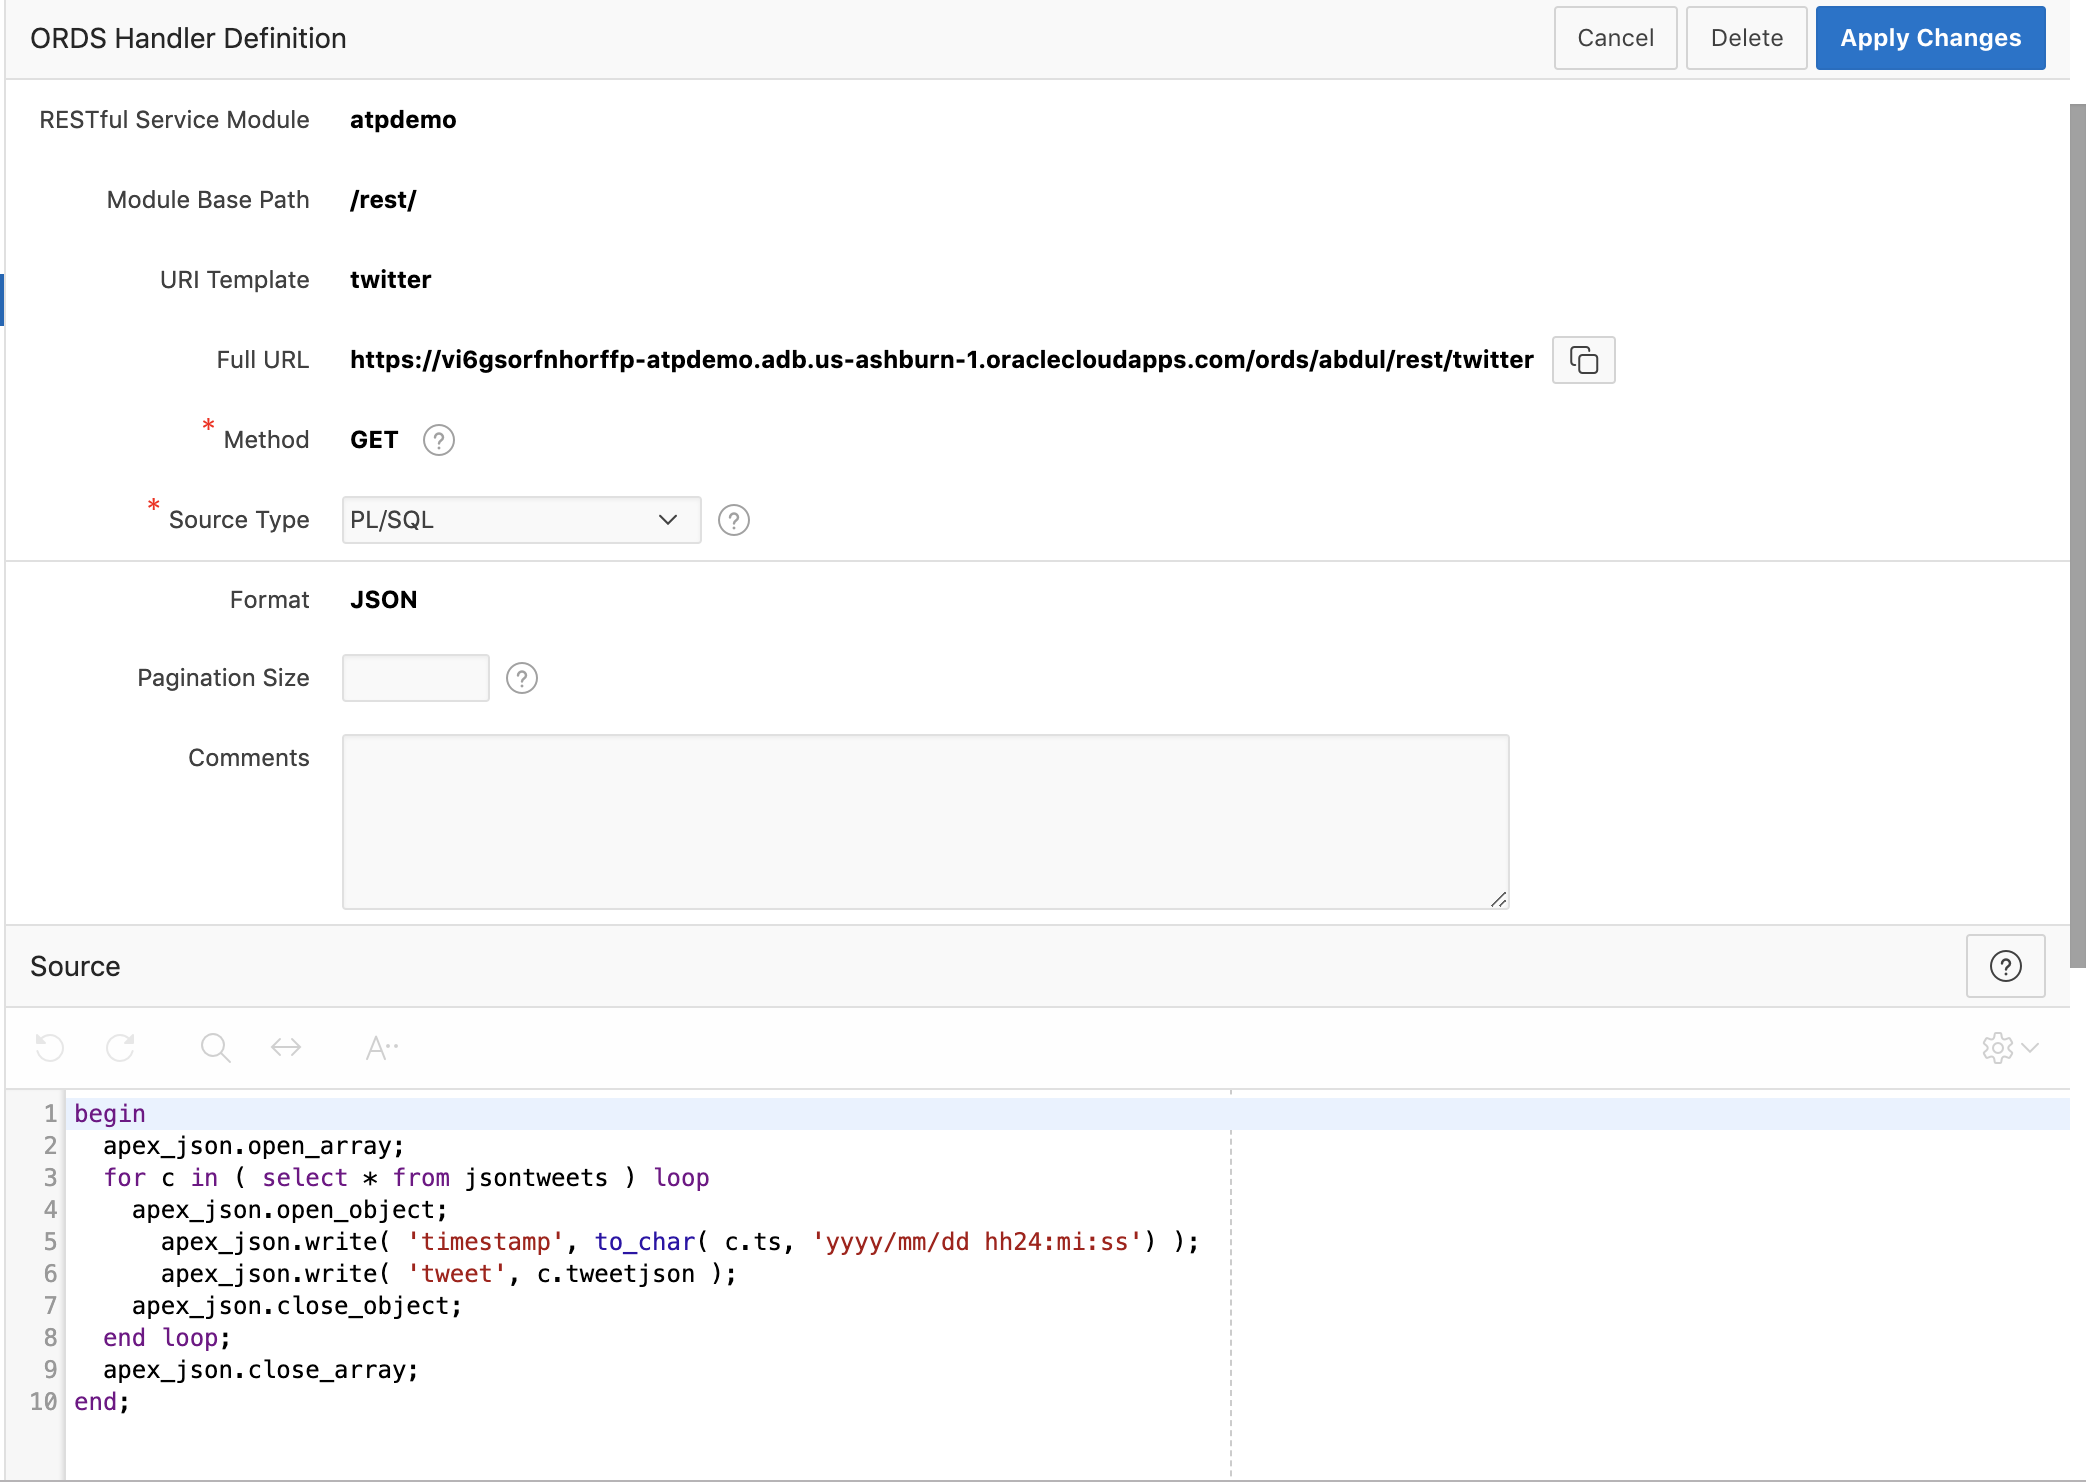 ORDS Handler Definition
Cancel
Delete
Apply Changes
RESTful Service Module atpdemo
Module Base Path /rest/
URI Template twitter
Full URL https://vi6gsorfnhorffp-atpdemo.adb.us-ashburn-1.oraclecloudapps.com/ords/abdul/rest/twitter
* Method GET ?
* Source Type PL/SQL ?
Format JSON
Pagination Size ?
Comments
Source ?
A
1 begin
2 apex_json.open_array;
3 for c in ( select * from jsontweets ) loop
4 apex_json.open_object;
5 apex_json.write( 'timestamp', to_char( c.ts, 'yyyy/mm/dd hh24:mi:ss') );
6 apex_json.write( 'tweet', c.tweetjson );
7 apex_json.close_object;
8 end loop;
9 apex_json.close_array;
10 end;